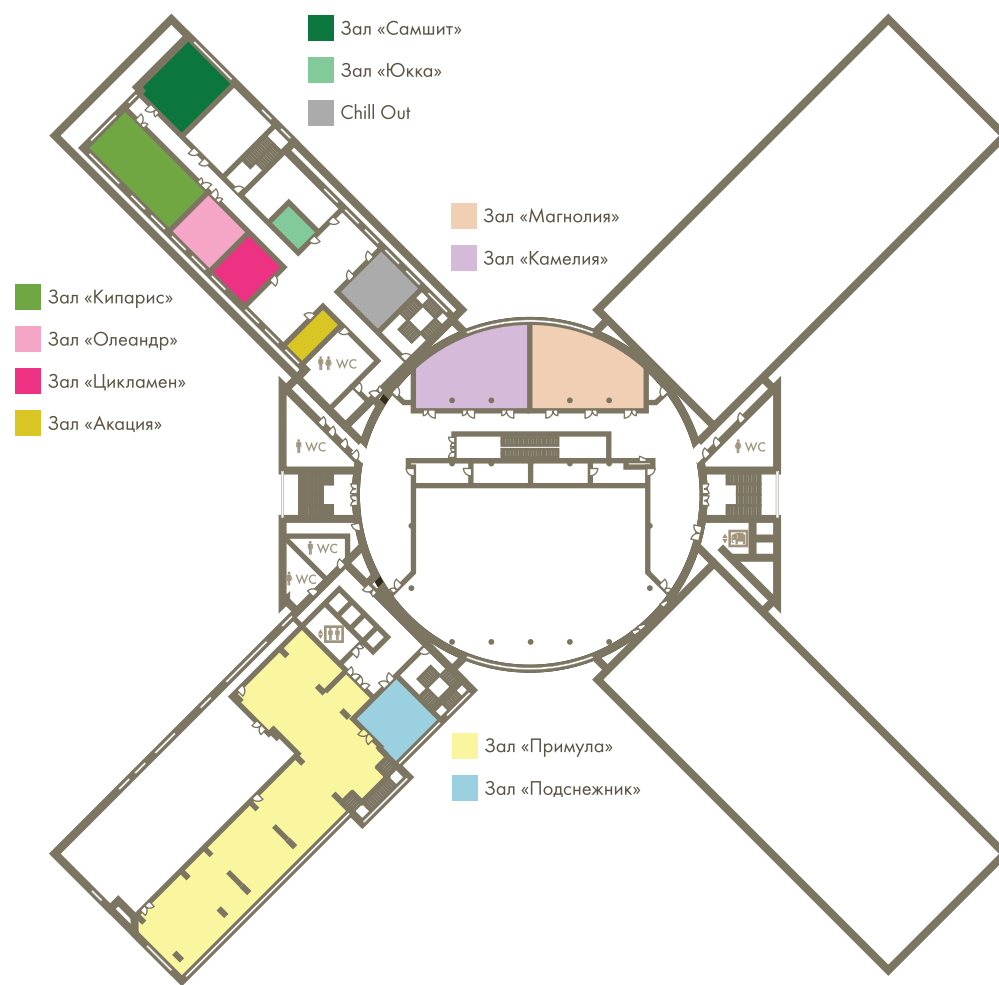 Зал «Самшит»
Зал «Юкка»
Chill Out
Зал «Магнолия»
Зал «Камелия»
Зал «Кипарис»
Зал «Олеандр»
Зал «Цикламен»
Зал «Акация»
WC
WC
WC
WC
WC
Зал «Примула»
Зал «Подснежник»